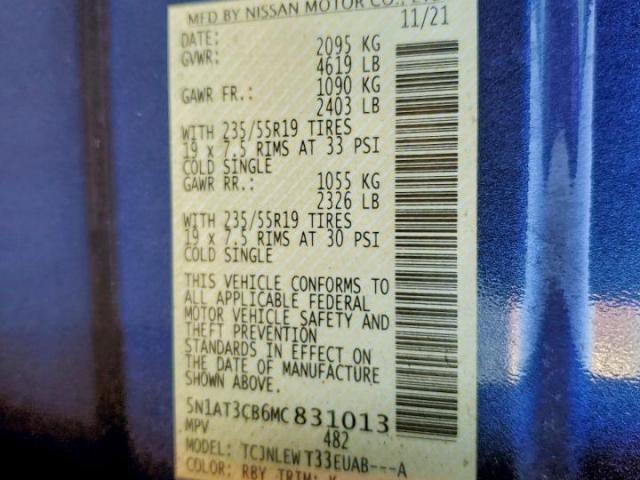 MFD BY NISSAN MOTOR CO., LTD
DATE: 11/21
GVWR: 2095 KG
4619 LB
GAWR FR.: 1090 KG
2403 LB
WITH 235/55R19 TIRES
19 x 7.5 RIMS AT 33 PSI
COLD SINGLE
GAWR RR.: 1055 KG
2326 LB
WITH 235/55R19 TIRES
19 x 7.5 RIMS AT 30 PSI
COLD SINGLE
THIS VEHICLE CONFORMS TO
ALL APPLICABLE FEDERAL
MOTOR VEHICLE SAFETY AND
THEFT PREVENTION
STANDARDS IN EFFECT ON
THE DATE OF MANUFACTURE
SHOWN ABOVE.
5N1AT3CB6MC831013
MPV 482
MODEL: TCJNLEW T33EUAB---A
COLOR: RBY TRIM: K